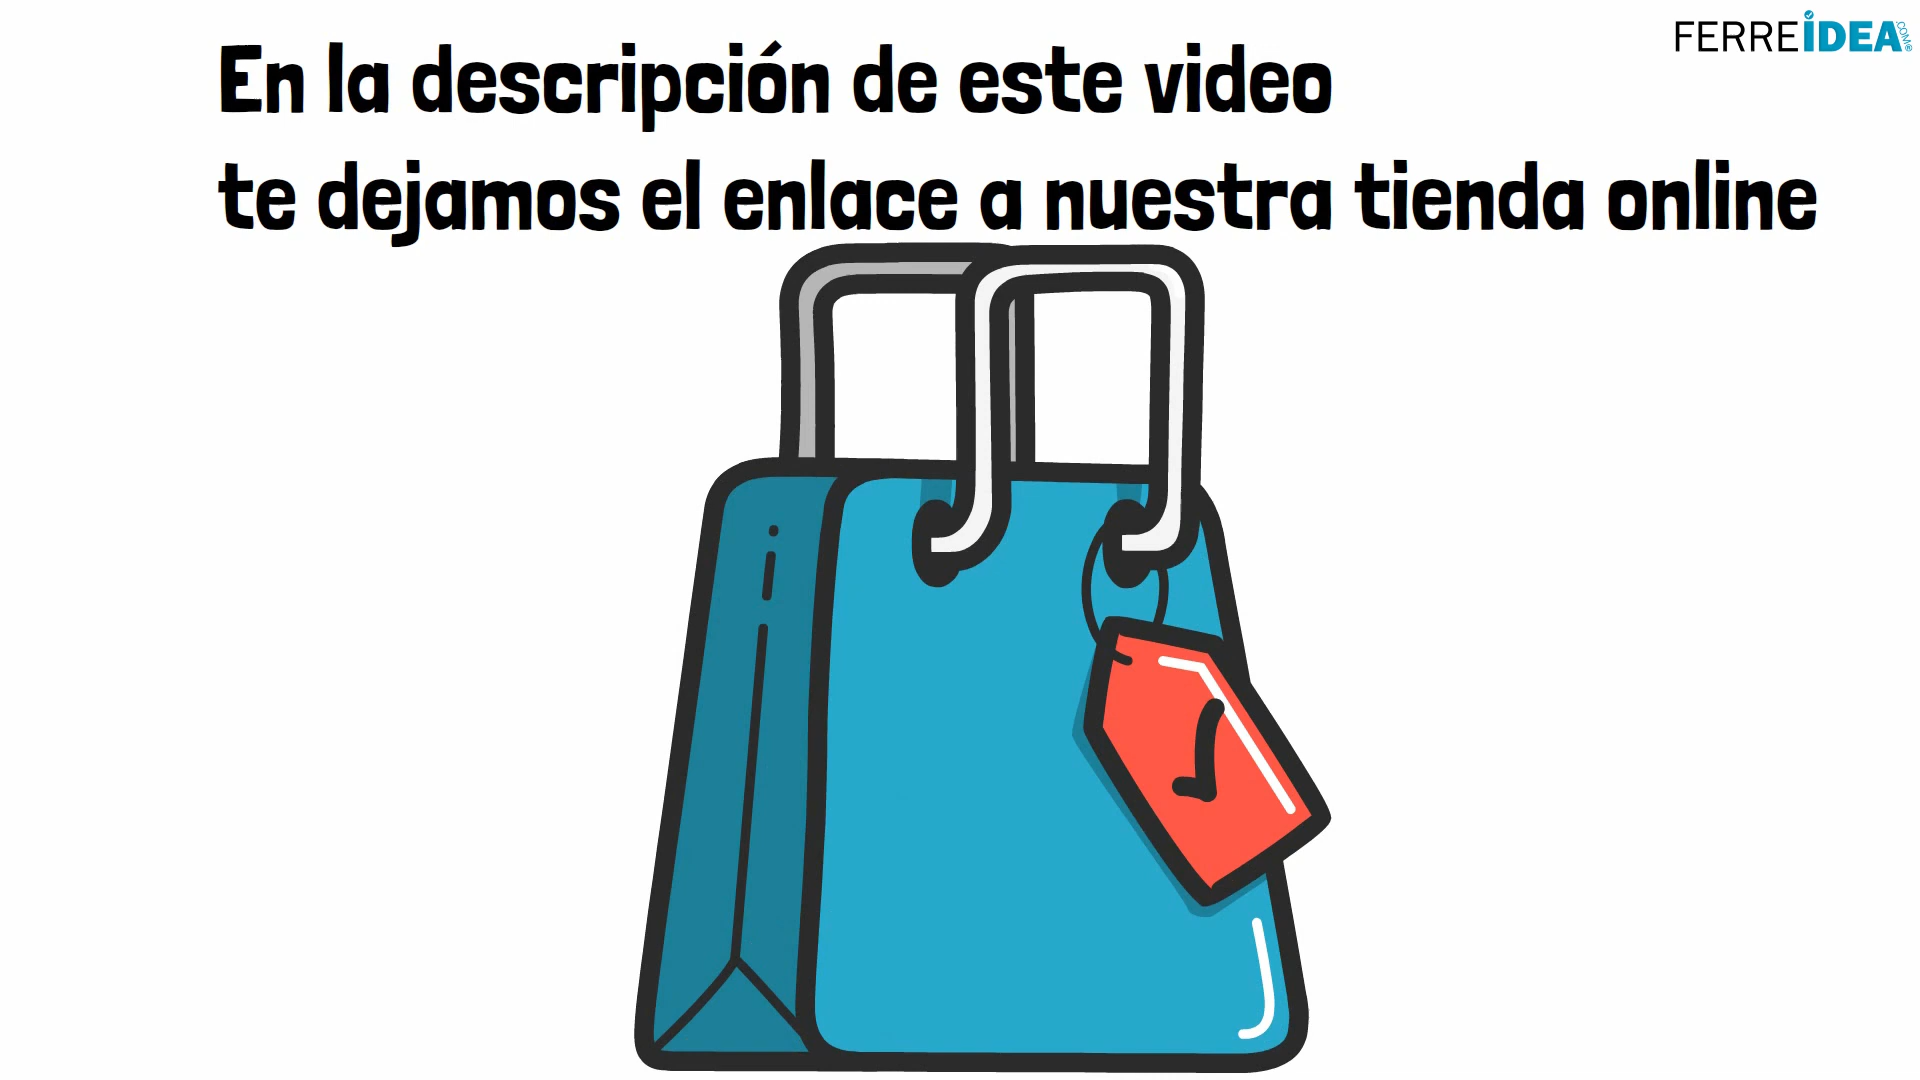 FERREIDEA.COM®
En la descripción de este video
te dejamos el enlace a nuestra tienda online